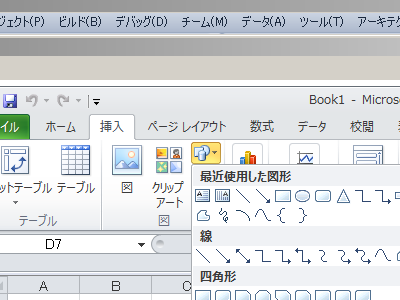 ジェクト(P) ビルド(B) デバッグ(D) チーム(M) データ(A) ツール(T) アーキテク
Book1 - Microso
イル ホーム 挿入 ページ レイアウト 数式 データ 校閲
最近使用した図形
ットテーブル テーブル 図 クリップ
アート
図
テーブル
線
D7
四角形
A B C